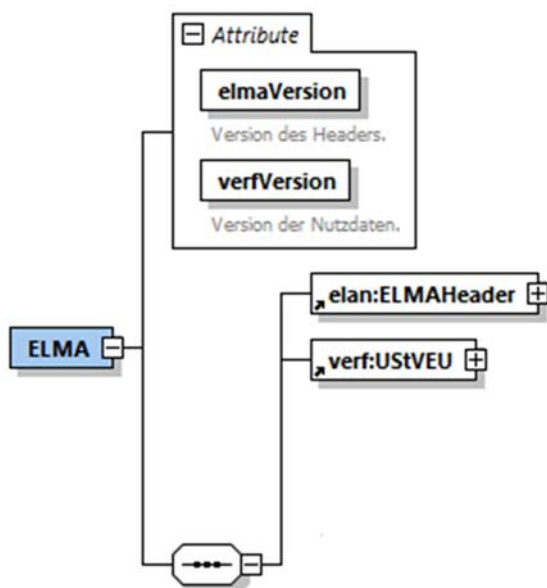 Attribute
elmaVersion
Version des Headers.
verfVersion
Version der Nutzdaten.
elan:ELMAHeader
verf:UStVEU
ELMA